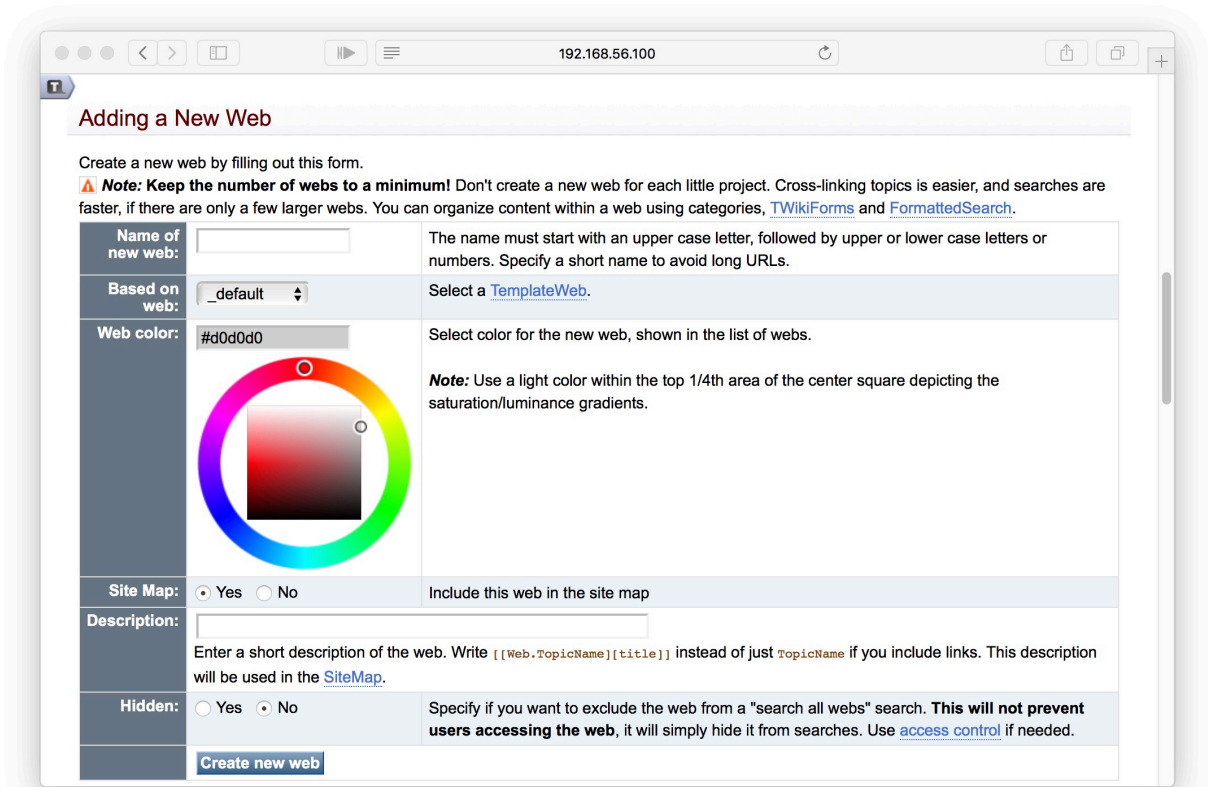 192.168.56.100
T
Adding a New Web
Create a new web by filling out this form.
Note: Keep the number of webs to a minimum! Don't create a new web for each little project. Cross-linking topics is easier, and searches are
faster, if there are only a few larger webs. You can organize content within a web using categories, TWikiForms and FormattedSearch.
Name of
new web:
The name must start with an upper case letter, followed by upper or lower case letters or
numbers. Specify a short name to avoid long URLs.
Based on
web:
_default
Select a TemplateWeb.
Web color:
#d0d0d0
Select color for the new web, shown in the list of webs.
Note: Use a light color within the top 1/4th area of the center square depicting the
saturation/luminance gradients.
Site Map:
Yes No
Include this web in the site map
Description:
Enter a short description of the web. Write [[Web.TopicName][title]] instead of just TopicName if you include links. This description
will be used in the SiteMap.
Hidden:
Yes No
Specify if you want to exclude the web from a "search all webs" search. This will not prevent
users accessing the web, it will simply hide it from searches. Use access control if needed.
Create new web